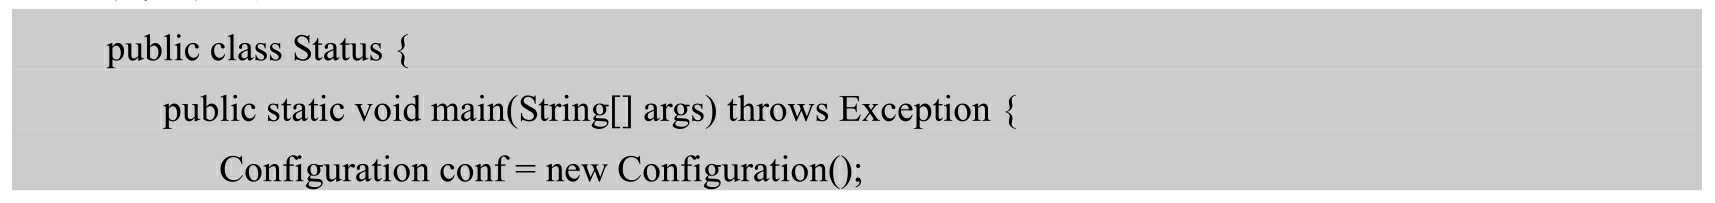 public class Status {
public static void main(String[] args) throws Exception {
Configuration conf = new Configuration();